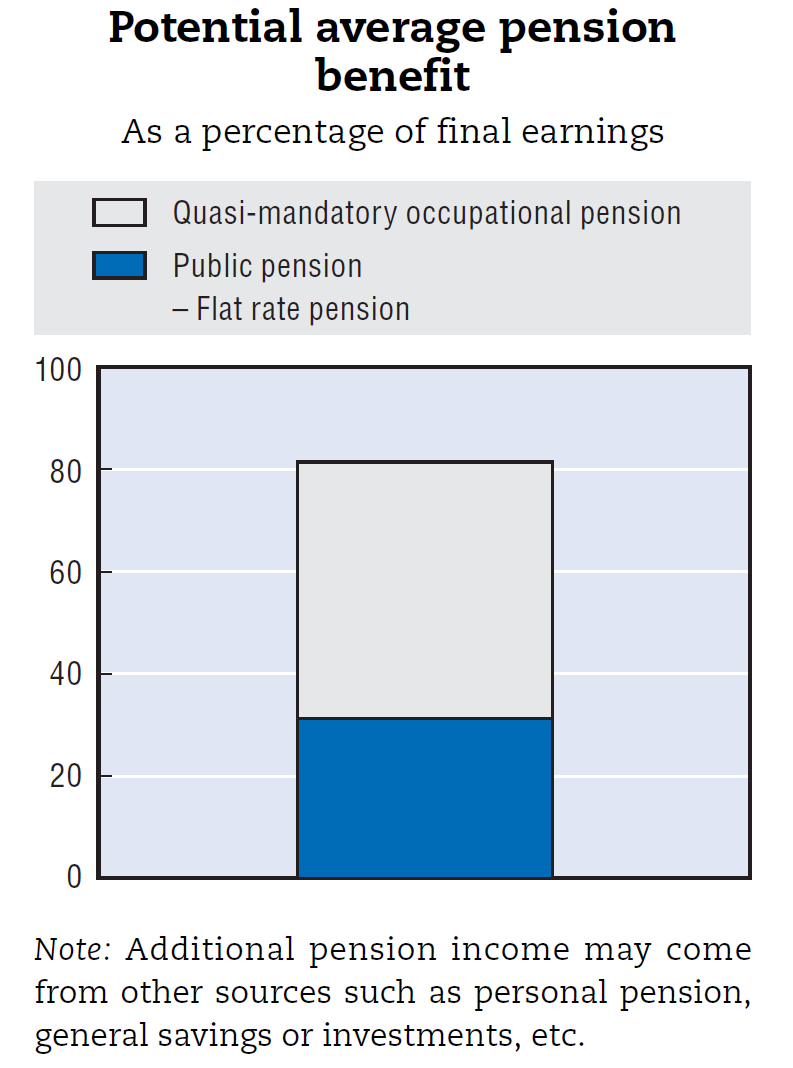 Potential average pension
benefit
As a percentage of final earnings
Quasi-mandatory occupational pension
Public pension
– Flat rate pension
100
80
60
40
20
0
Note: Additional pension income may come
from other sources such as personal pension,
general savings or investments, etc.